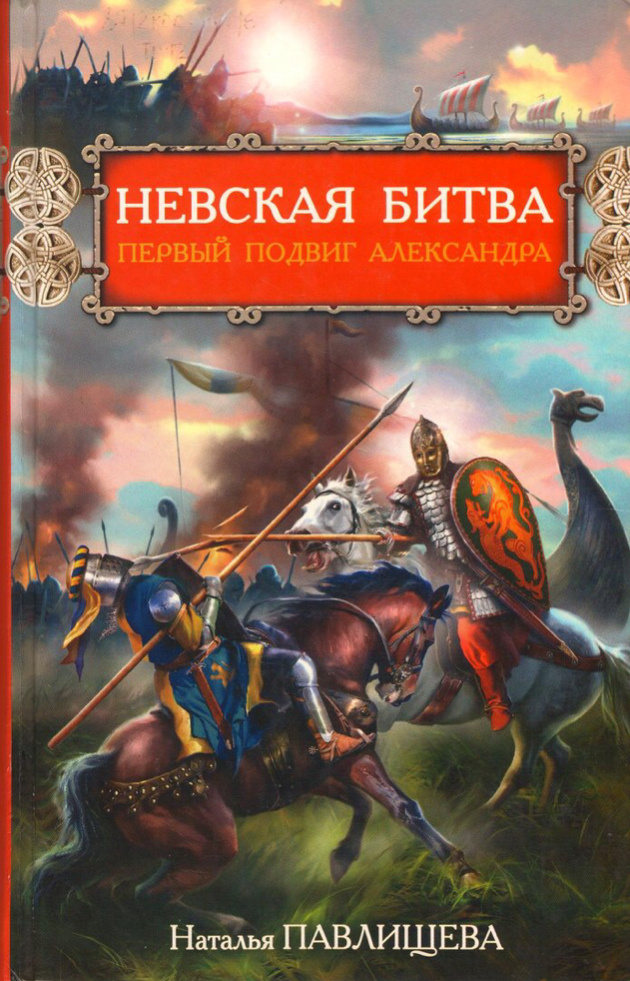 НЕВСКАЯ БИТВА
ПЕРВЫЙ ПОДВИГ АЛЕКСАНДРА
Наталья ПАВЛИЩЕВА